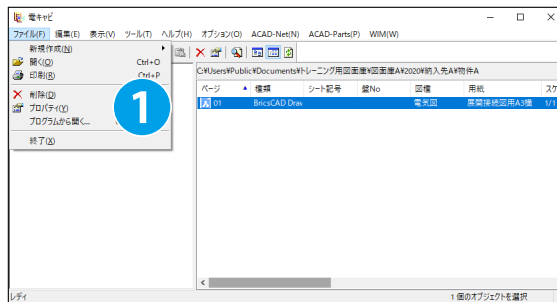 電キャビ
ファイル(F) 編集(E) 表示(V) ツール(T) ヘルプ(H) オプション(O) ACAD-Net(N) ACAD-Parts(P) WIM(W)
新規作成(N)
開く(O) Ctrl+O
印刷(R) Ctrl+P
削除(D)
プロパティ(Y)
プログラムから開く...
終了(X)
1
C:¥Users¥Public¥Documents¥トレーニング用図面庫¥図面庫A¥2020¥納入先A¥物件A
ページ 種類 シート記号 盤No 図種 用紙 スケ
01 BricsCAD Draw 電気図 展開接続図用A3横 1/1
レディ 1 個のオブジェクトを選択